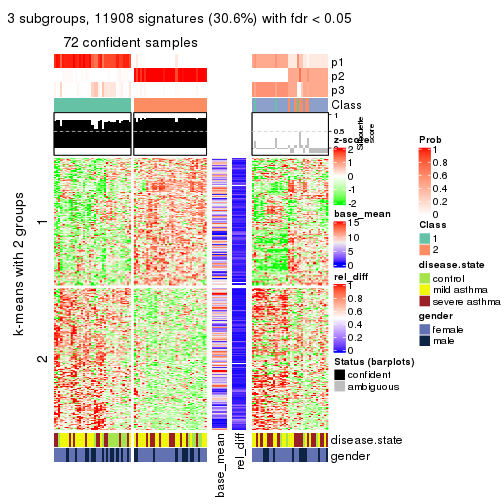 3 subgroups, 11908 signatures (30.6%) with fdr < 0.05
72 confident samples
p1
p2
p3
Class
1
0.5
0
Silhouette
score
z-score
2
1
0
-1
-2
base_mean
15
10
5
0
rel_diff
1
0.8
0.6
0.4
0.2
0
Status (barplots)
confident
ambiguous
Prob
1
0.8
0.6
0.4
0.2
0
Class
1
2
disease.state
control
mild asthma
severe asthma
gender
female
male
k-means with 2 groups
1
2
disease.state
gender
base_mean
rel_diff